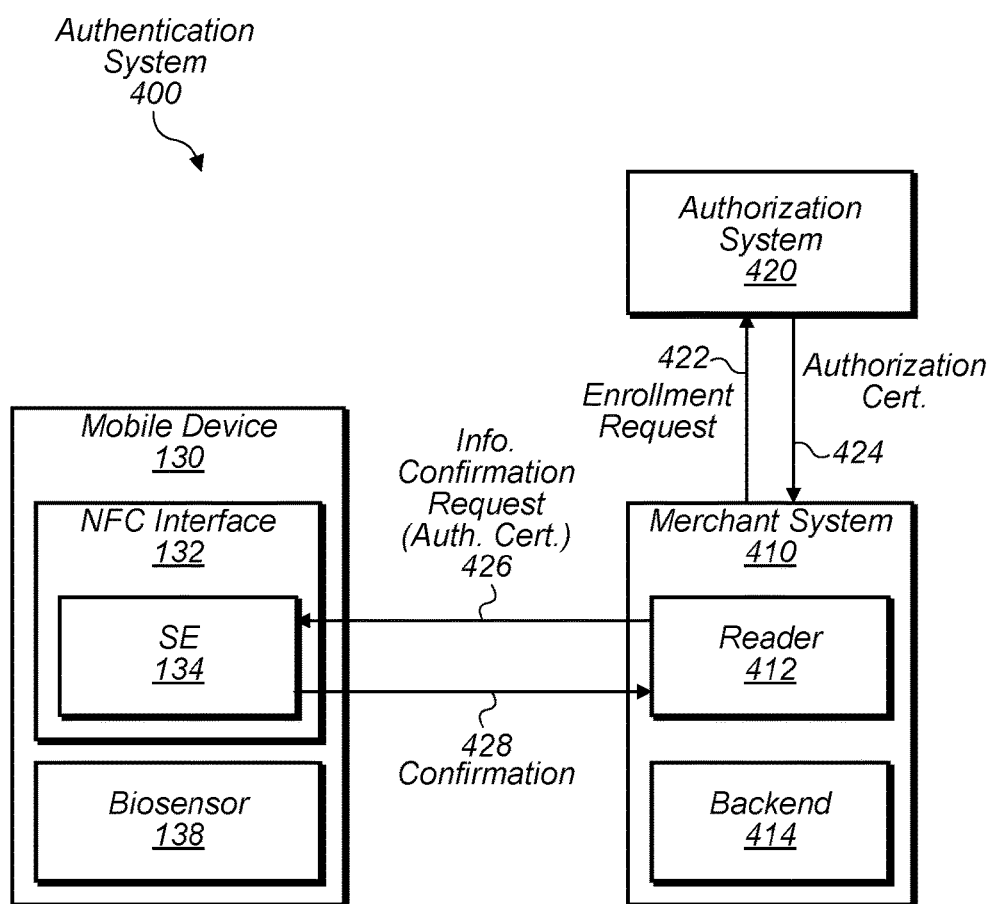 Authentication
System
400
Authorization
System
420
422
Enrollment
Request
Authorization
Cert.
424
Mobile Device
130
NFC Interface
132
SE
134
Biosensor
138
Info.
Confirmation
Request
(Auth. Cert.)
426
428
Confirmation
Merchant System
410
Reader
412
Backend
414